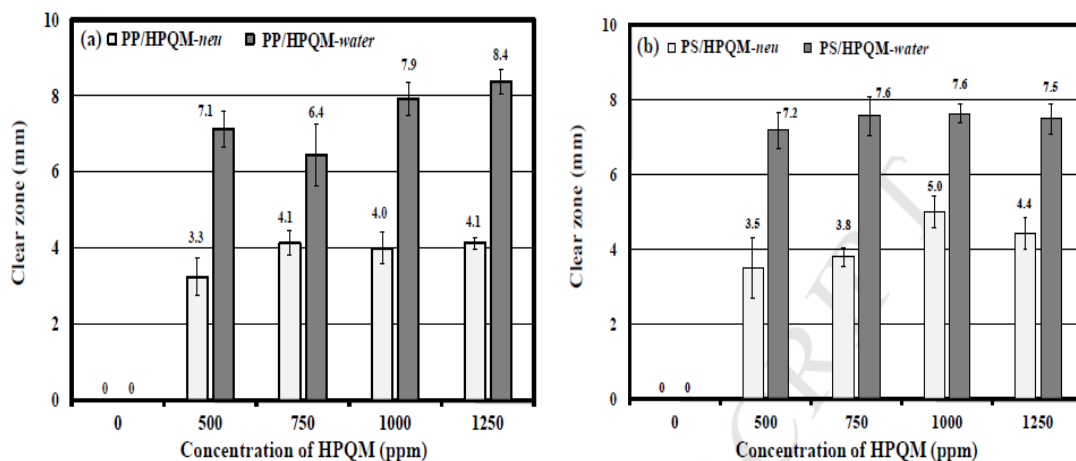 (a) PP/HPQM-neu PP/HPQM-water
10
8
6
4
2
0
Clear zone (mm)
0 0
3.3 7.1
4.1 6.4
4.0 7.9
4.1 8.4
0 500 750 1000 1250
Concentration of HPQM (ppm)
(b) PS/HPQM-neu PS/HPQM-water
10
8
6
4
2
0
Clear zone (mm)
0 0
3.5 7.2
3.8 7.6
5.0 7.6
4.4 7.5
0 500 750 1000 1250
Concentration of HPQM (ppm)
CRIPT